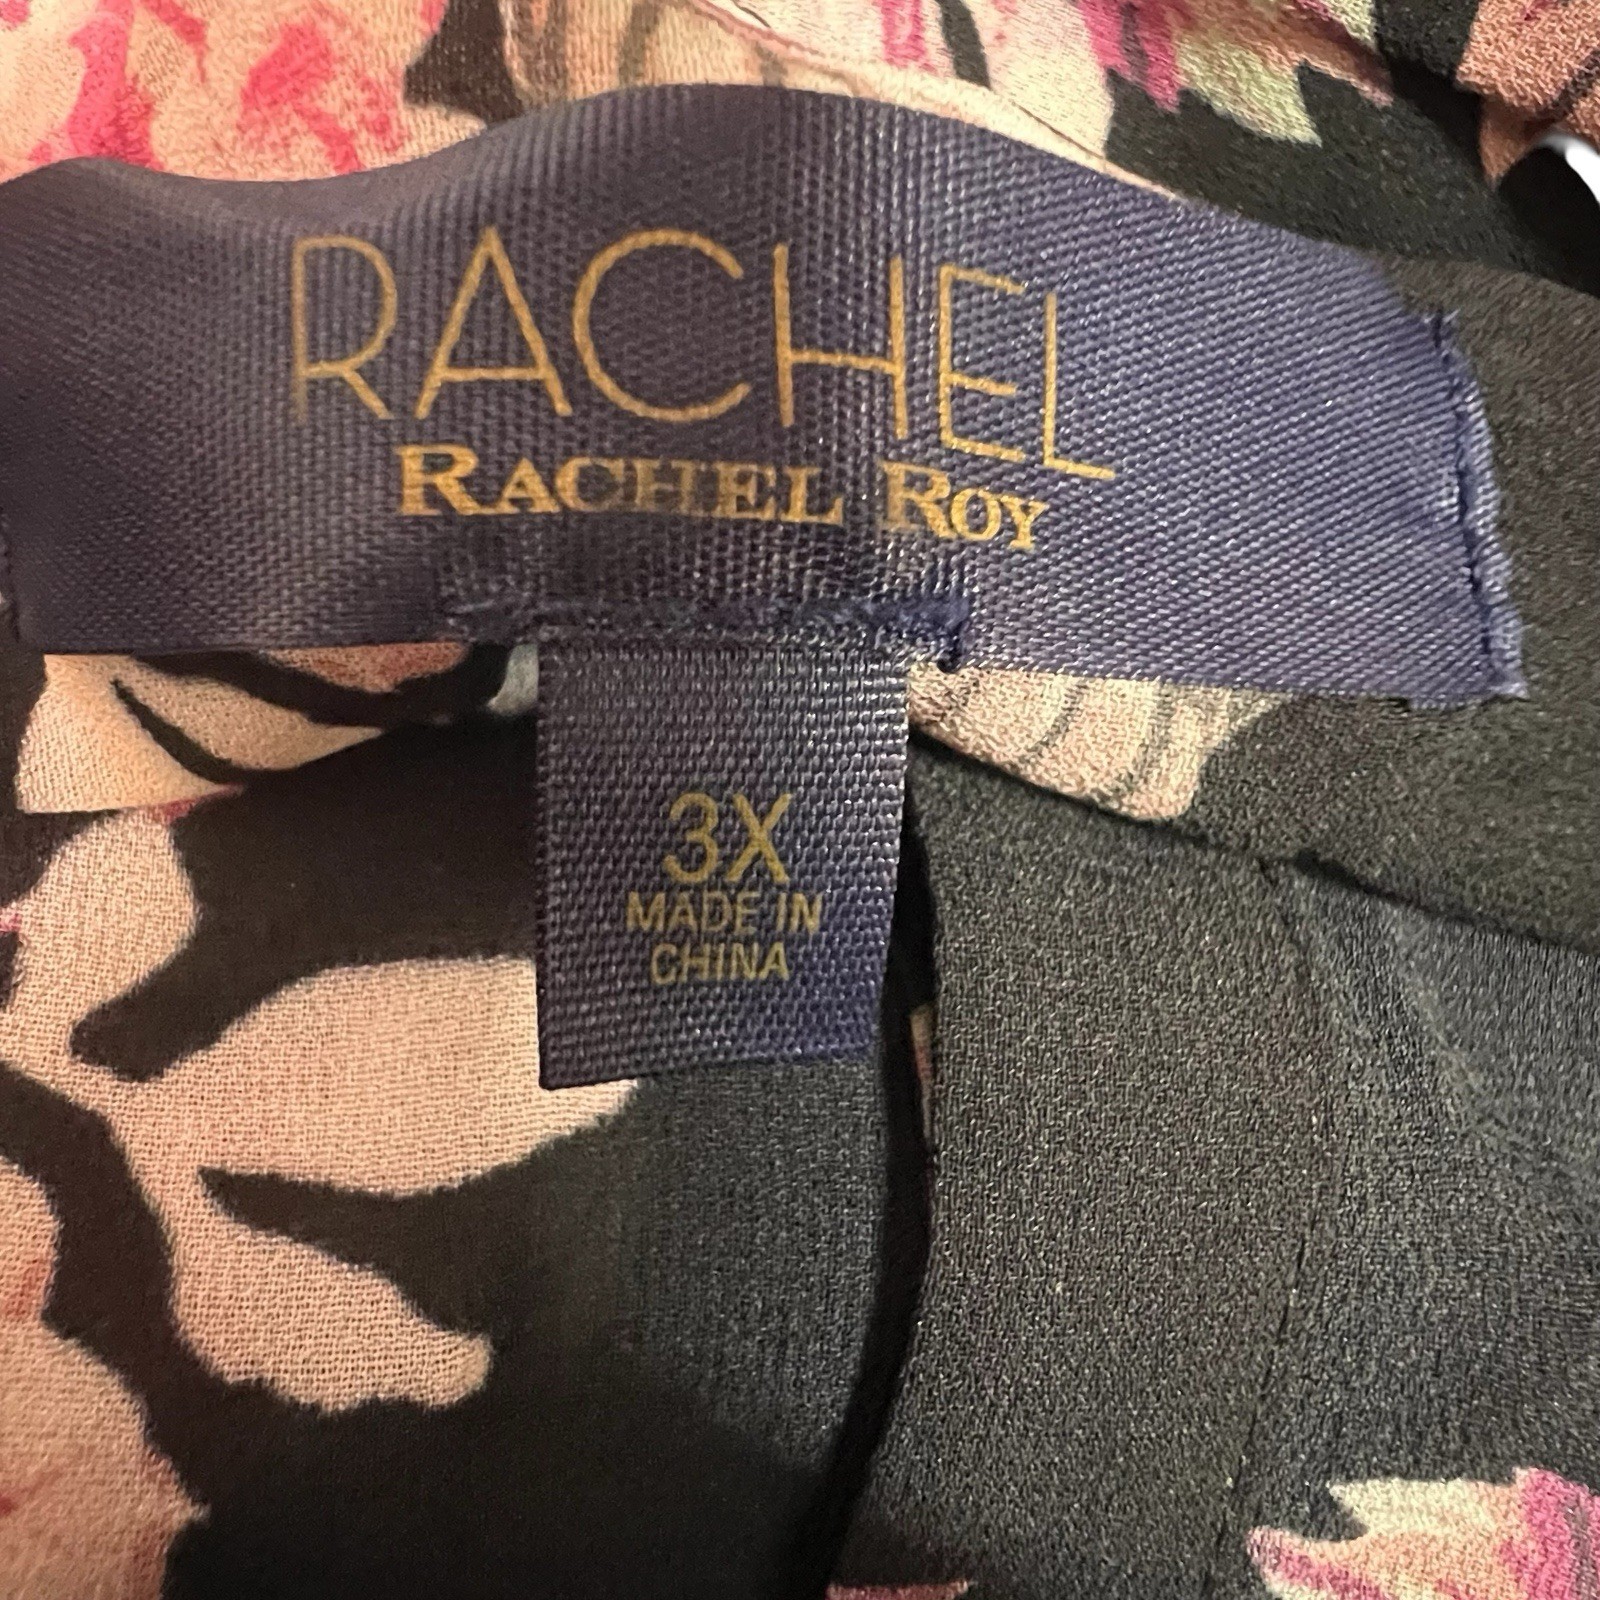 RACHEL
RACHEL ROY
3X
MADE IN
CHINA